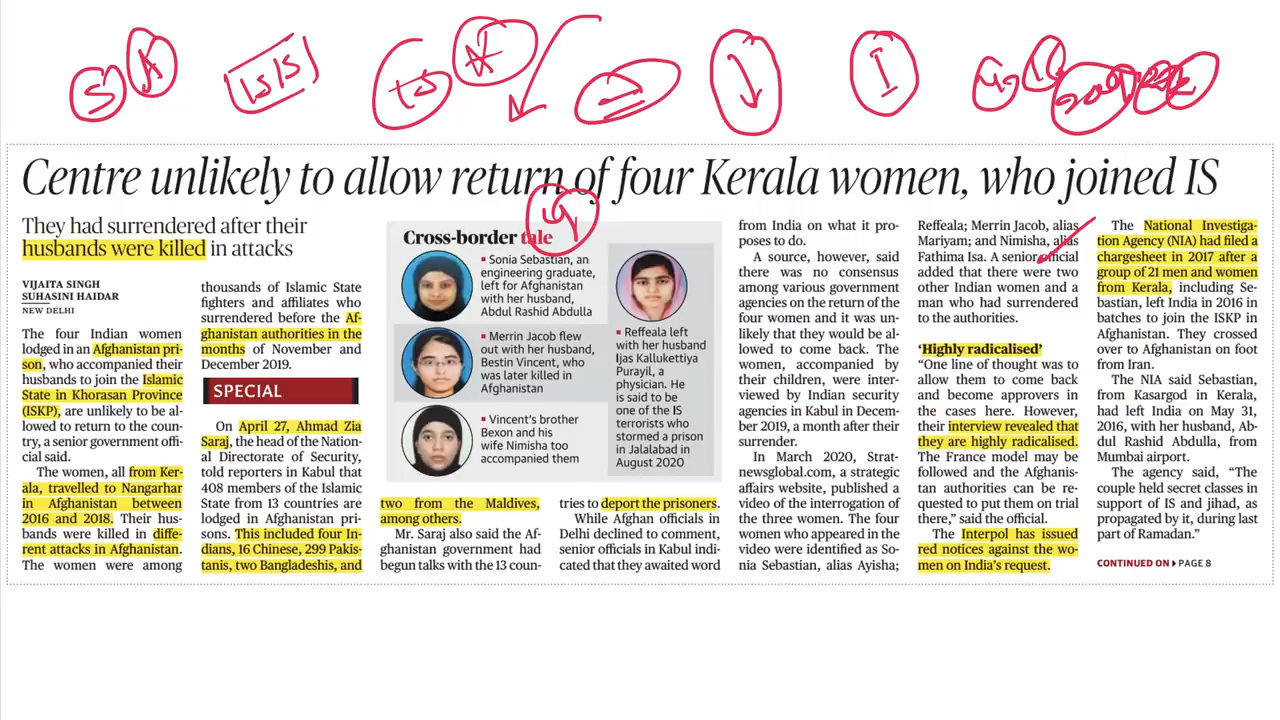 ISIS
Centre unlikely to allow return of four Kerala women, who joined IS
They had surrendered after their
husbands were killed in attacks
VIJAITA SINGH
SUHASINI HAIDAR
NEW DELHI
The four Indian women
lodged in an Afghanistan pri-
son, who accompanied their
husbands to join the Islamic
State in Khorasan Province
(ISKP), are unlikely to be al-
lowed to return to the coun-
try, a senior government offi-
cial said.
The women, all from Ker-
ala, travelled to Nangarhar
in Afghanistan between
2016 and 2018. Their hus-
bands were killed in differ-
ent attacks in Afghanistan.
The women were among
thousands of Islamic State
fighters and affiliates who
surrendered before the Af-
ghanistan authorities in the
months of November and
December 2019.
SPECIAL
On April 27, Ahmad Zia
Saraj, the head of the Nation-
al Directorate of Security,
told reporters in Kabul that
408 members of the Islamic
State from 13 countries are
lodged in Afghanistan pri-
sons. This included four In-
dians, 16 Chinese, 299 Pakis-
tanis, two Bangladeshis, and
Cross-border tale
▪ Sonia Sebastian, an
engineering graduate,
left for Afghanistan
with her husband,
Abdul Rashid Abdulla
▪ Merrin Jacob flew
out with her husband,
Bestin Vincent, who
was later killed in
Afghanistan
▪ Vincent's brother
Bexon and his
wife Nimisha too
accompanied them
▪ Reffeala left
with her husband
Ijas Kallukettiya
Purayil, a
physician. He
is said to be
one of the IS
terrorists who
stormed a prison
in Jalalabad in
August 2020
two from the Maldives,
among others.
Mr. Saraj also said the Af-
ghanistan government had
begun talks with the 13 coun-
tries to deport the prisoners.
While Afghan officials in
Delhi declined to comment,
senior officials in Kabul indi-
cated that they awaited word
from India on what it pro-
poses to do.
A source, however, said
there was no consensus
among various government
agencies on the return of the
four women and it was un-
likely that they would be al-
lowed to come back. The
women, accompanied by
their children, were inter-
viewed by Indian security
agencies in Kabul in Decem-
ber 2019, a month after their
surrender.
In March 2020, Strat-
newsglobal.com, a strategic
affairs website, published a
video of the interrogation of
the three women. The four
women who appeared in the
video were identified as So-
nia Sebastian, alias Ayisha;
Reffeala; Merrin Jacob, alias
Mariyam; and Nimisha, alias
Fathima Isa. A senior official
added that there were two
other Indian women and a
man who had surrendered
to the authorities.
'Highly radicalised'
"One line of thought was to
allow them to come back
and become approvers in
the cases here. However,
their interview revealed that
they are highly radicalised.
The France model may be
followed and the Afghanis-
tan authorities can be re-
quested to put them on trial
there," said the official.
The Interpol has issued
red notices against the wo-
men on India's request.
The National Investiga-
tion Agency (NIA) had filed a
chargesheet in 2017 after a
group of 21 men and women
from Kerala, including Se-
bastian, left India in 2016 in
batches to join the ISKP in
Afghanistan. They crossed
over to Afghanistan on foot
from Iran.
The NIA said Sebastian,
from Kasargod in Kerala,
had left India on May 31,
2016, with her husband, Ab-
dul Rashid Abdulla, from
Mumbai airport.
The agency said, "The
couple held secret classes in
support of IS and jihad, as
propagated by it, during last
part of Ramadan."
CONTINUED ON PAGE 8